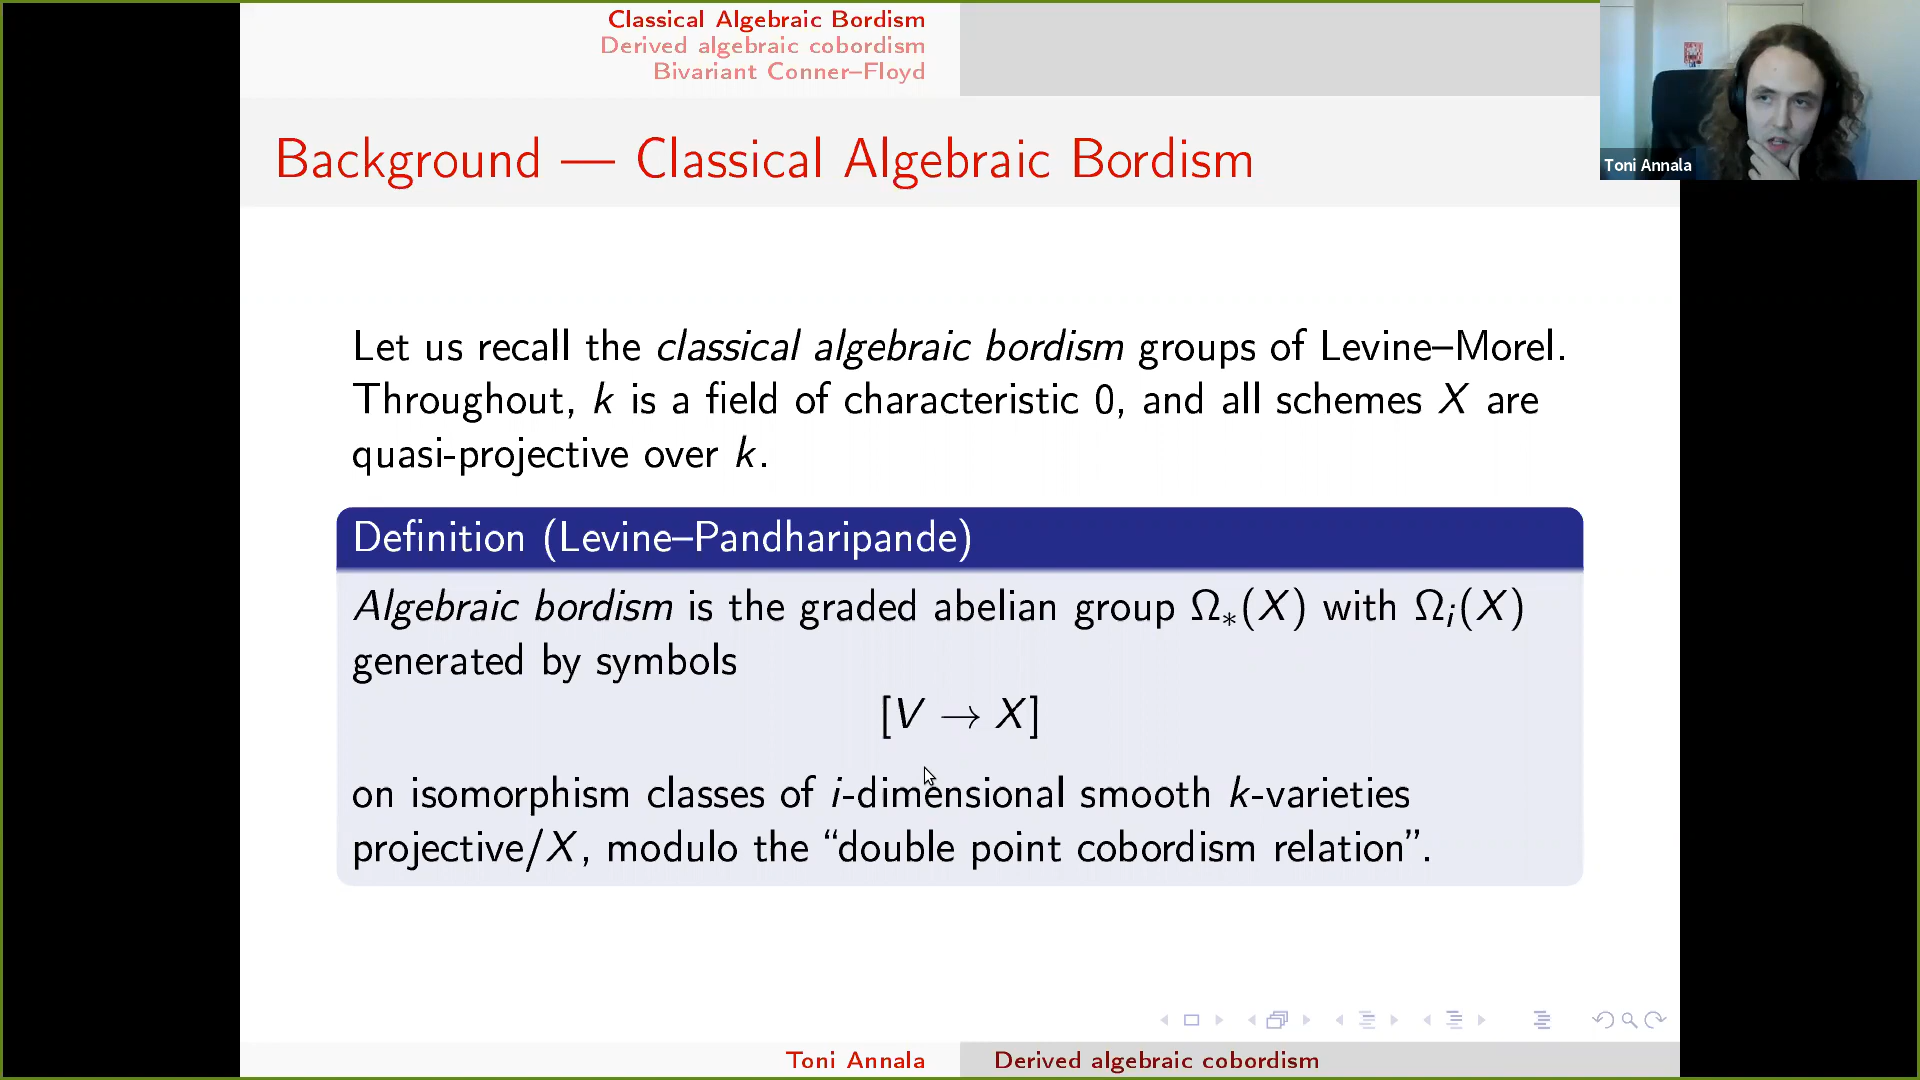 Classical Algebraic Bordism
Derived algebraic cobordism
Bivariant Conner–Floyd
Toni Annala
Background — Classical Algebraic Bordism
Let us recall the classical algebraic bordism groups of Levine–Morel.
Throughout, k is a field of characteristic 0, and all schemes X are
quasi-projective over k.
Definition (Levine–Pandharipande)
Algebraic bordism is the graded abelian group Ω∗(X) with Ωᵢ(X)
generated by symbols
[V → X]
on isomorphism classes of i-dimensional smooth k-varieties
projective/X, modulo the “double point cobordism relation”.
Toni Annala
Derived algebraic cobordism